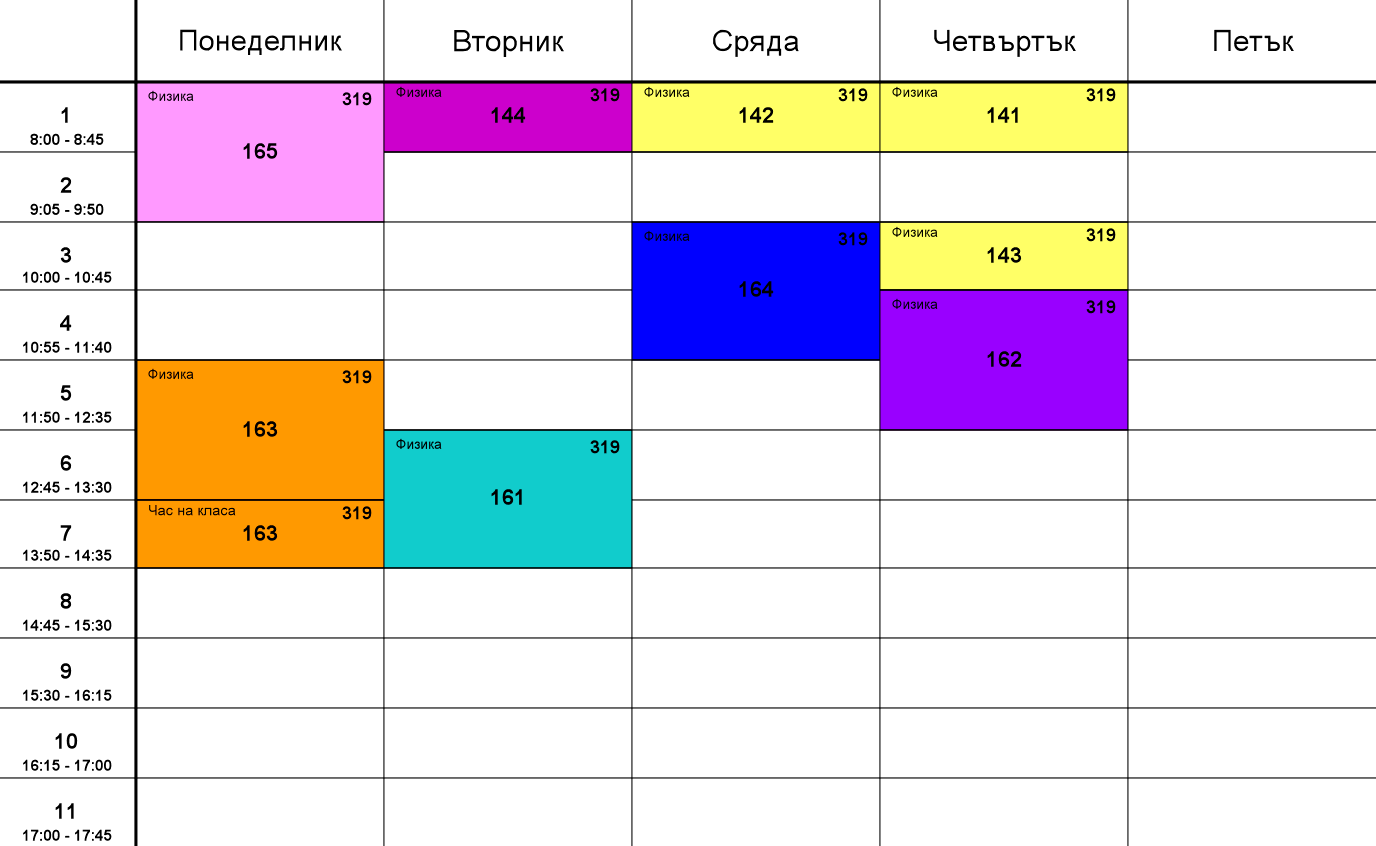 Понеделник Вторник Сряда Четвъртък Петък
1
8:00 - 8:45
Физика 319
165
Физика 319
144
Физика 319
142
Физика 319
141
2
9:05 - 9:50
3
10:00 - 10:45
Физика 319
164
Физика 319
143
4
10:55 - 11:40
Физика 319
162
5
11:50 - 12:35
Физика 319
163
6
12:45 - 13:30
Физика 319
161
7
13:50 - 14:35
Час на класа 319
163
8
14:45 - 15:30
9
15:30 - 16:15
10
16:15 - 17:00
11
17:00 - 17:45